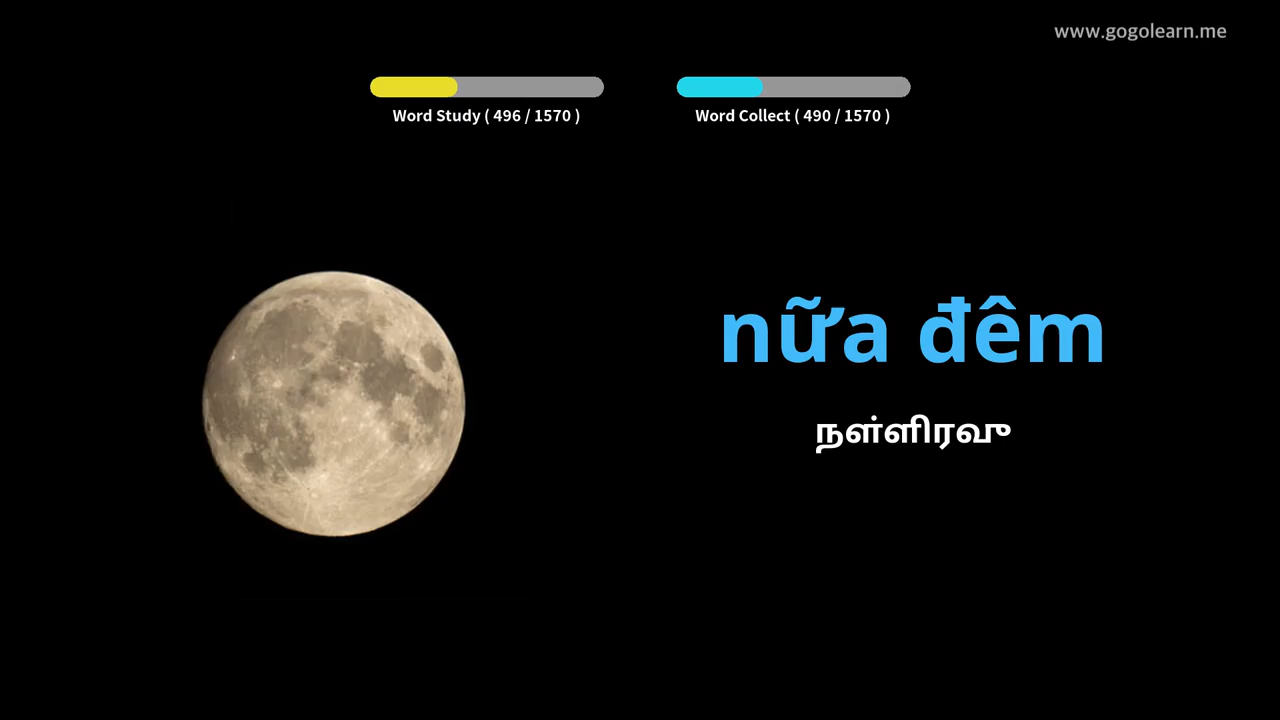 www.gogolearn.me
Word Study ( 496 / 1570 )
Word Collect ( 490 / 1570 )
nữa đêm
நள்ளிரவு